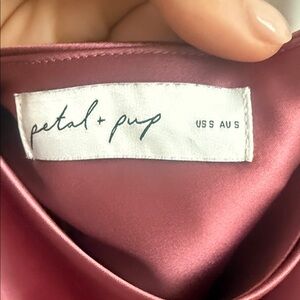 petal + pup US S AU S